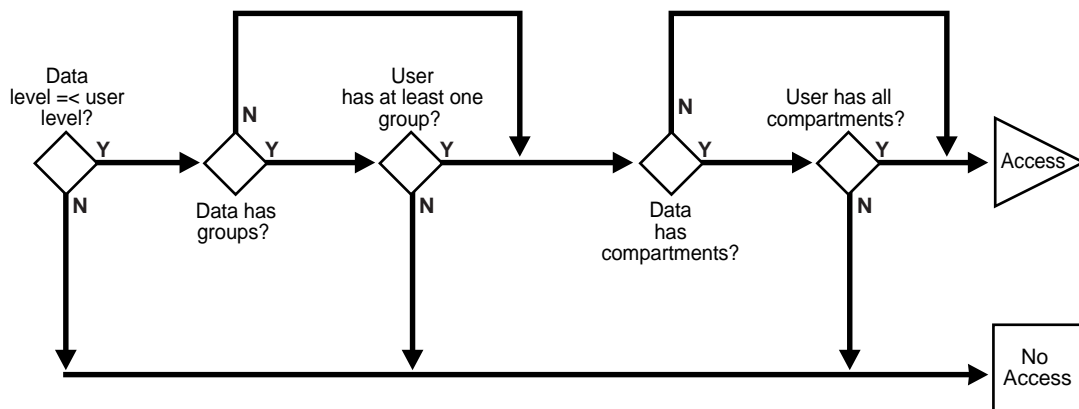 Data
level =< user
level?
Y
N
N
Data has
groups?
Y
User
has at least one
group?
Y
N
N
Data
has
compartments?
Y
User has all
compartments?
Y
N
Access
No
Access